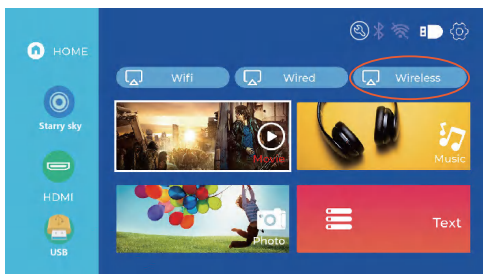 HOME
Wifi
Wired
Wireless
Starry sky
Movie
Music
HDMI
Photo
Text
USB